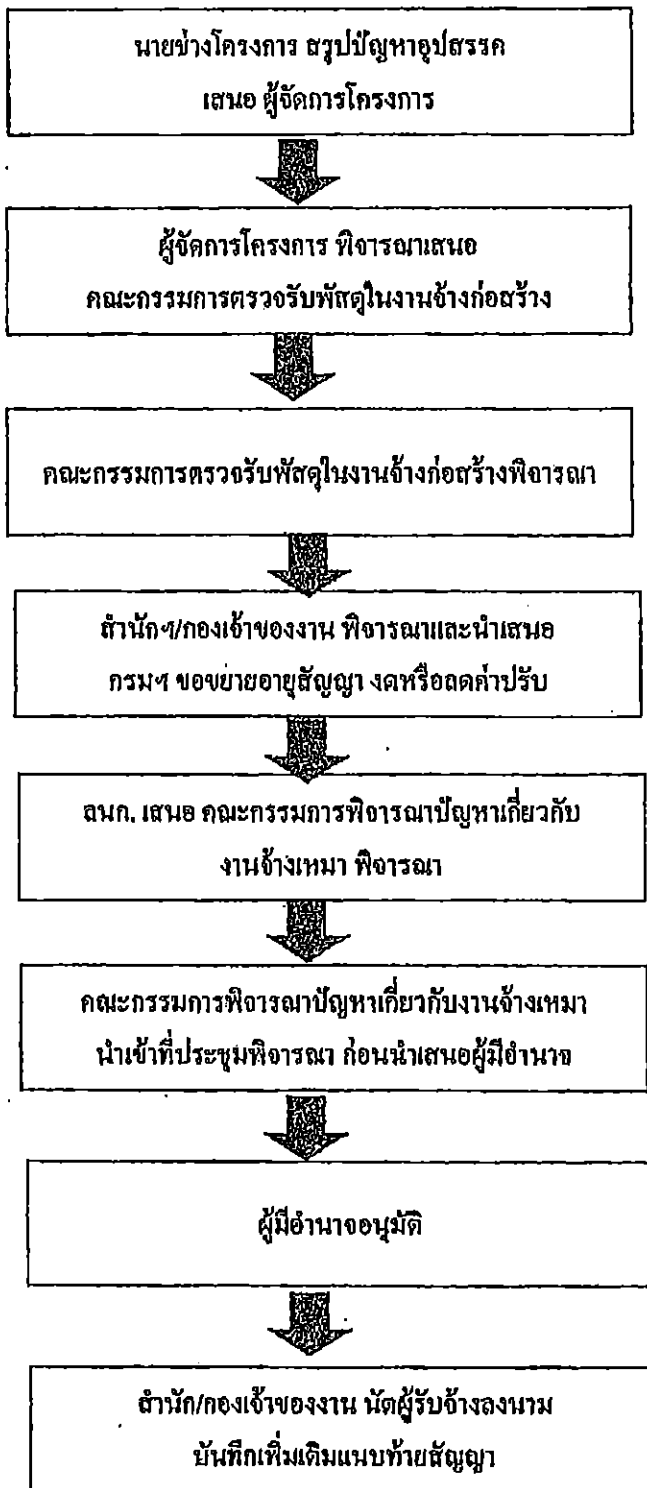 นายช่างโครงการ สรุปปัญหาอุปสรรค
เสนอ ผู้จัดการโครงการ
ผู้จัดการโครงการ พิจารณาเสนอ
คณะกรรมการตรวจรับพัสดุในงานจ้างก่อสร้าง
คณะกรรมการตรวจรับพัสดุในงานจ้างก่อสร้างพิจารณา
สำนักฯ/กองเจ้าของงาน พิจารณาและนำเสนอ
กรมฯ ขอขยายอายุสัญญา งดหรือลดค่าปรับ
ลนก. เสนอ คณะกรรมการพิจารณาปัญหาเกี่ยวกับ
งานจ้างเหมา พิจารณา
คณะกรรมการพิจารณาปัญหาเกี่ยวกับงานจ้างเหมา
นำเข้าที่ประชุมพิจารณา ก่อนนำเสนอผู้มีอำนาจ
ผู้มีอำนาจอนุมัติ
สำนัก/กองเจ้าของงาน นัดผู้รับจ้างลงนาม
บันทึกเพิ่มเติมแนบท้ายสัญญา